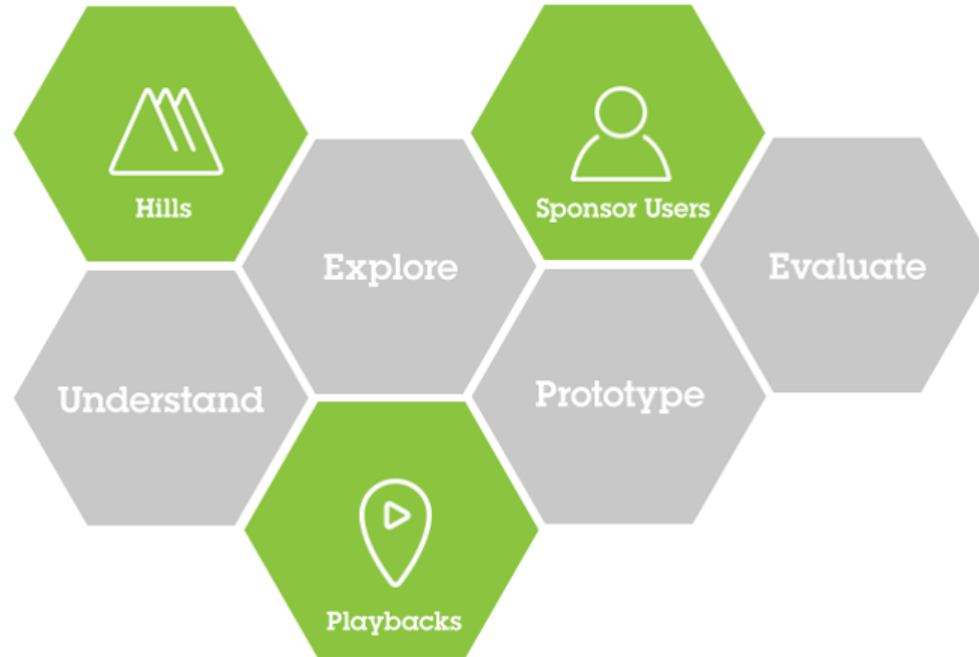 Hills
Sponsor Users
Explore
Evaluate
Understand
Prototype
Playbacks